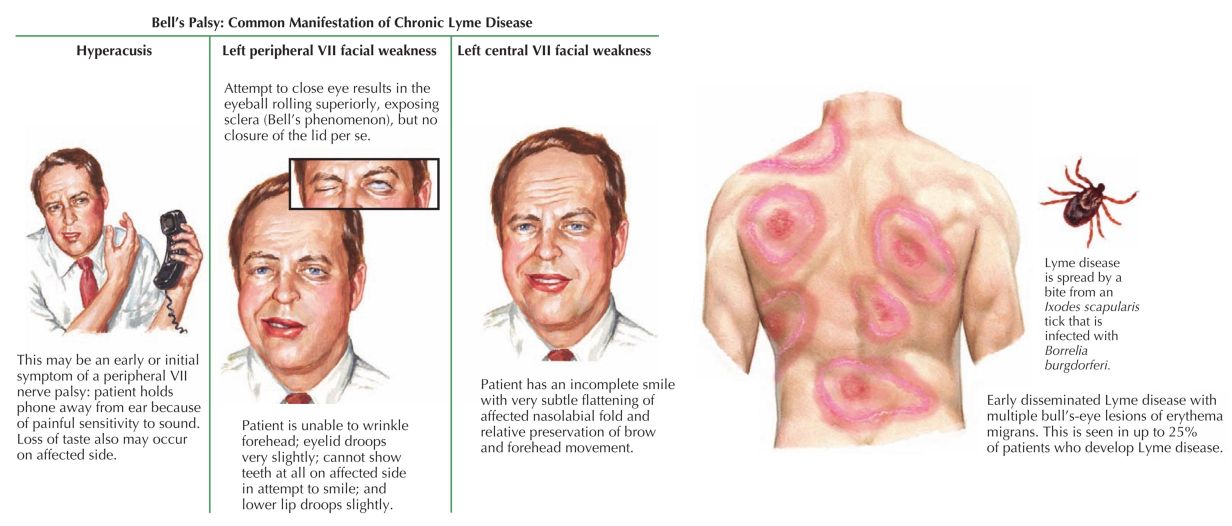 Bell's Palsy: Common Manifestation of Chronic Lyme Disease
Hyperacusis
This may be an early or initial
symptom of a peripheral VII
nerve palsy: patient holds
phone away from ear because
of painful sensitivity to sound.
Loss of taste also may occur
on affected side.
Left peripheral VII facial weakness
Attempt to close eye results in the
eyeball rolling superiorly, exposing
sclera (Bell's phenomenon), but no
closure of the lid per se.
Patient is unable to wrinkle
forehead; eyelid droops
very slightly; cannot show
teeth at all on affected side
in attempt to smile; and
lower lip droops slightly.
Left central VII facial weakness
Patient has an incomplete smile
with very subtle flattening of
affected nasolabial fold and
relative preservation of brow
and forehead movement.
Lyme disease
is spread by a
bite from an
Ixodes scapularis
tick that is
infected with
Borrelia
burgdorferi.
Early disseminated Lyme disease with
multiple bull's-eye lesions of erythema
migrans. This is seen in up to 25%
of patients who develop Lyme disease.